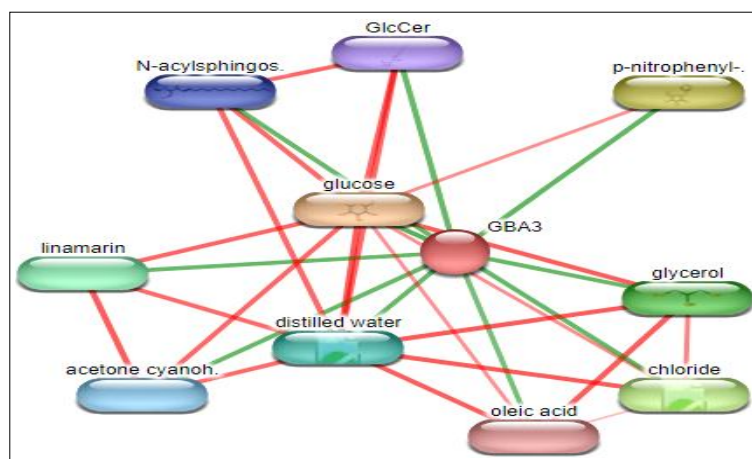 GlcCer
N-acylsphingos.
p-nitrophenyl-.
glucose
GBA3
linamarin
glycerol
distilled water
acetone cyanoh.
chloride
oleic acid